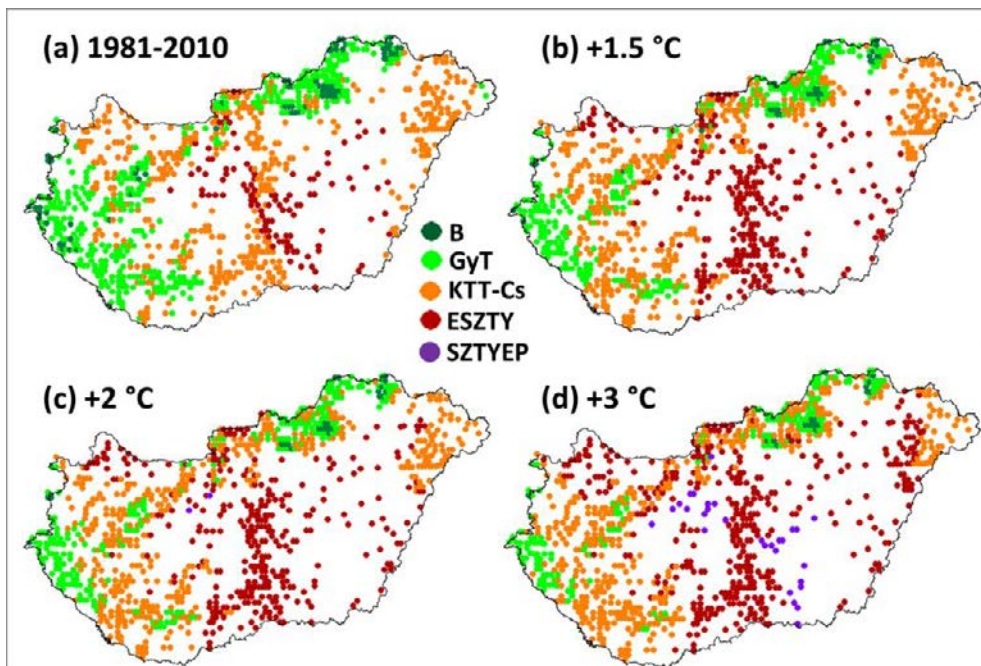 (a) 1981-2010
(b) +1.5 °C
B
GyT
KTT-Cs
ESZTY
SZTYEP
(c) +2 °C
(d) +3 °C